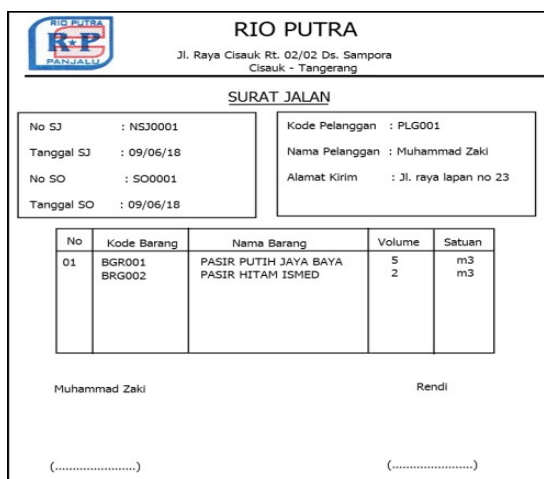 RIO PUTRA
R★P
PANJALU
RIO PUTRA
Jl. Raya Cisauk Rt. 02/02 Ds. Sampora
Cisauk - Tangerang
SURAT JALAN
No SJ : NSJ0001
Tanggal SJ : 09/06/18
No SO : SO0001
Tanggal SO : 09/06/18
Kode Pelanggan : PLG001
Nama Pelanggan : Muhammad Zaki
Alamat Kirim : Jl. raya lapan no 23
No Kode Barang Nama Barang Volume Satuan
01 BGR001 PASIR PUTIH JAYA BAYA 5 m3
BRG002 PASIR HITAM ISMED 2 m3
Muhammad Zaki Rendi
(........................) (........................)